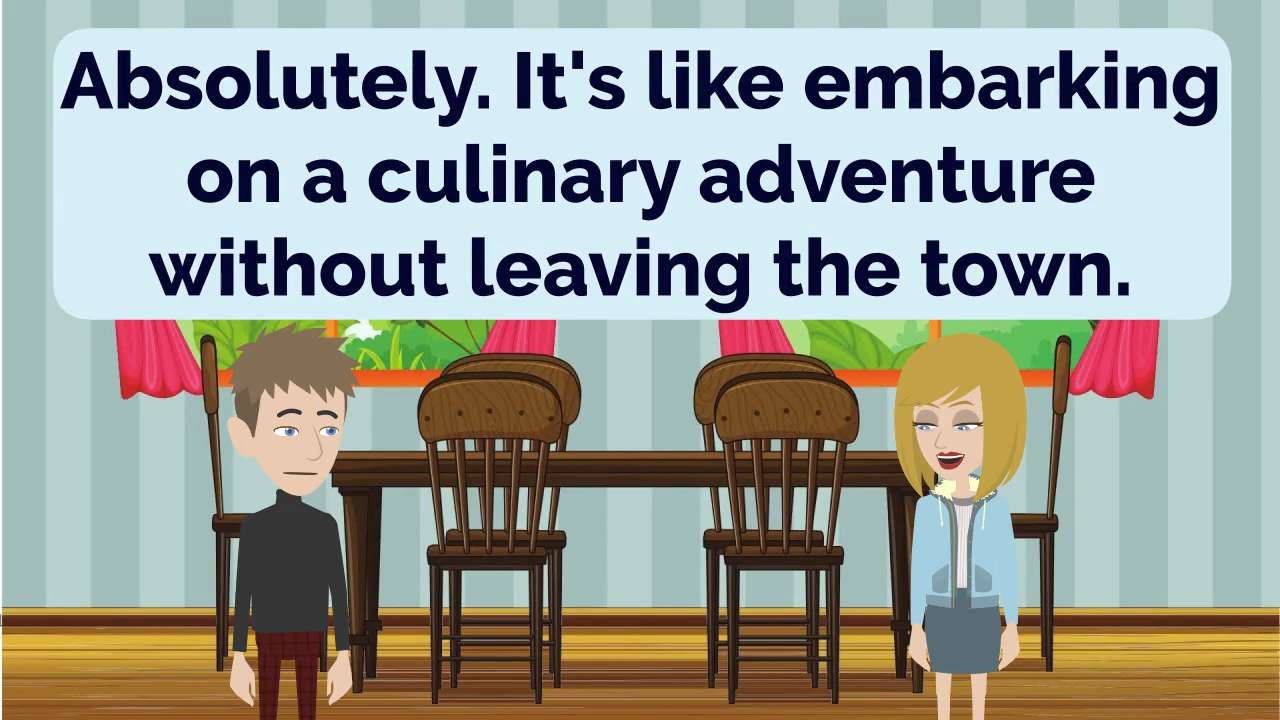 Absolutely. It's like embarking
on a culinary adventure
without leaving the town.